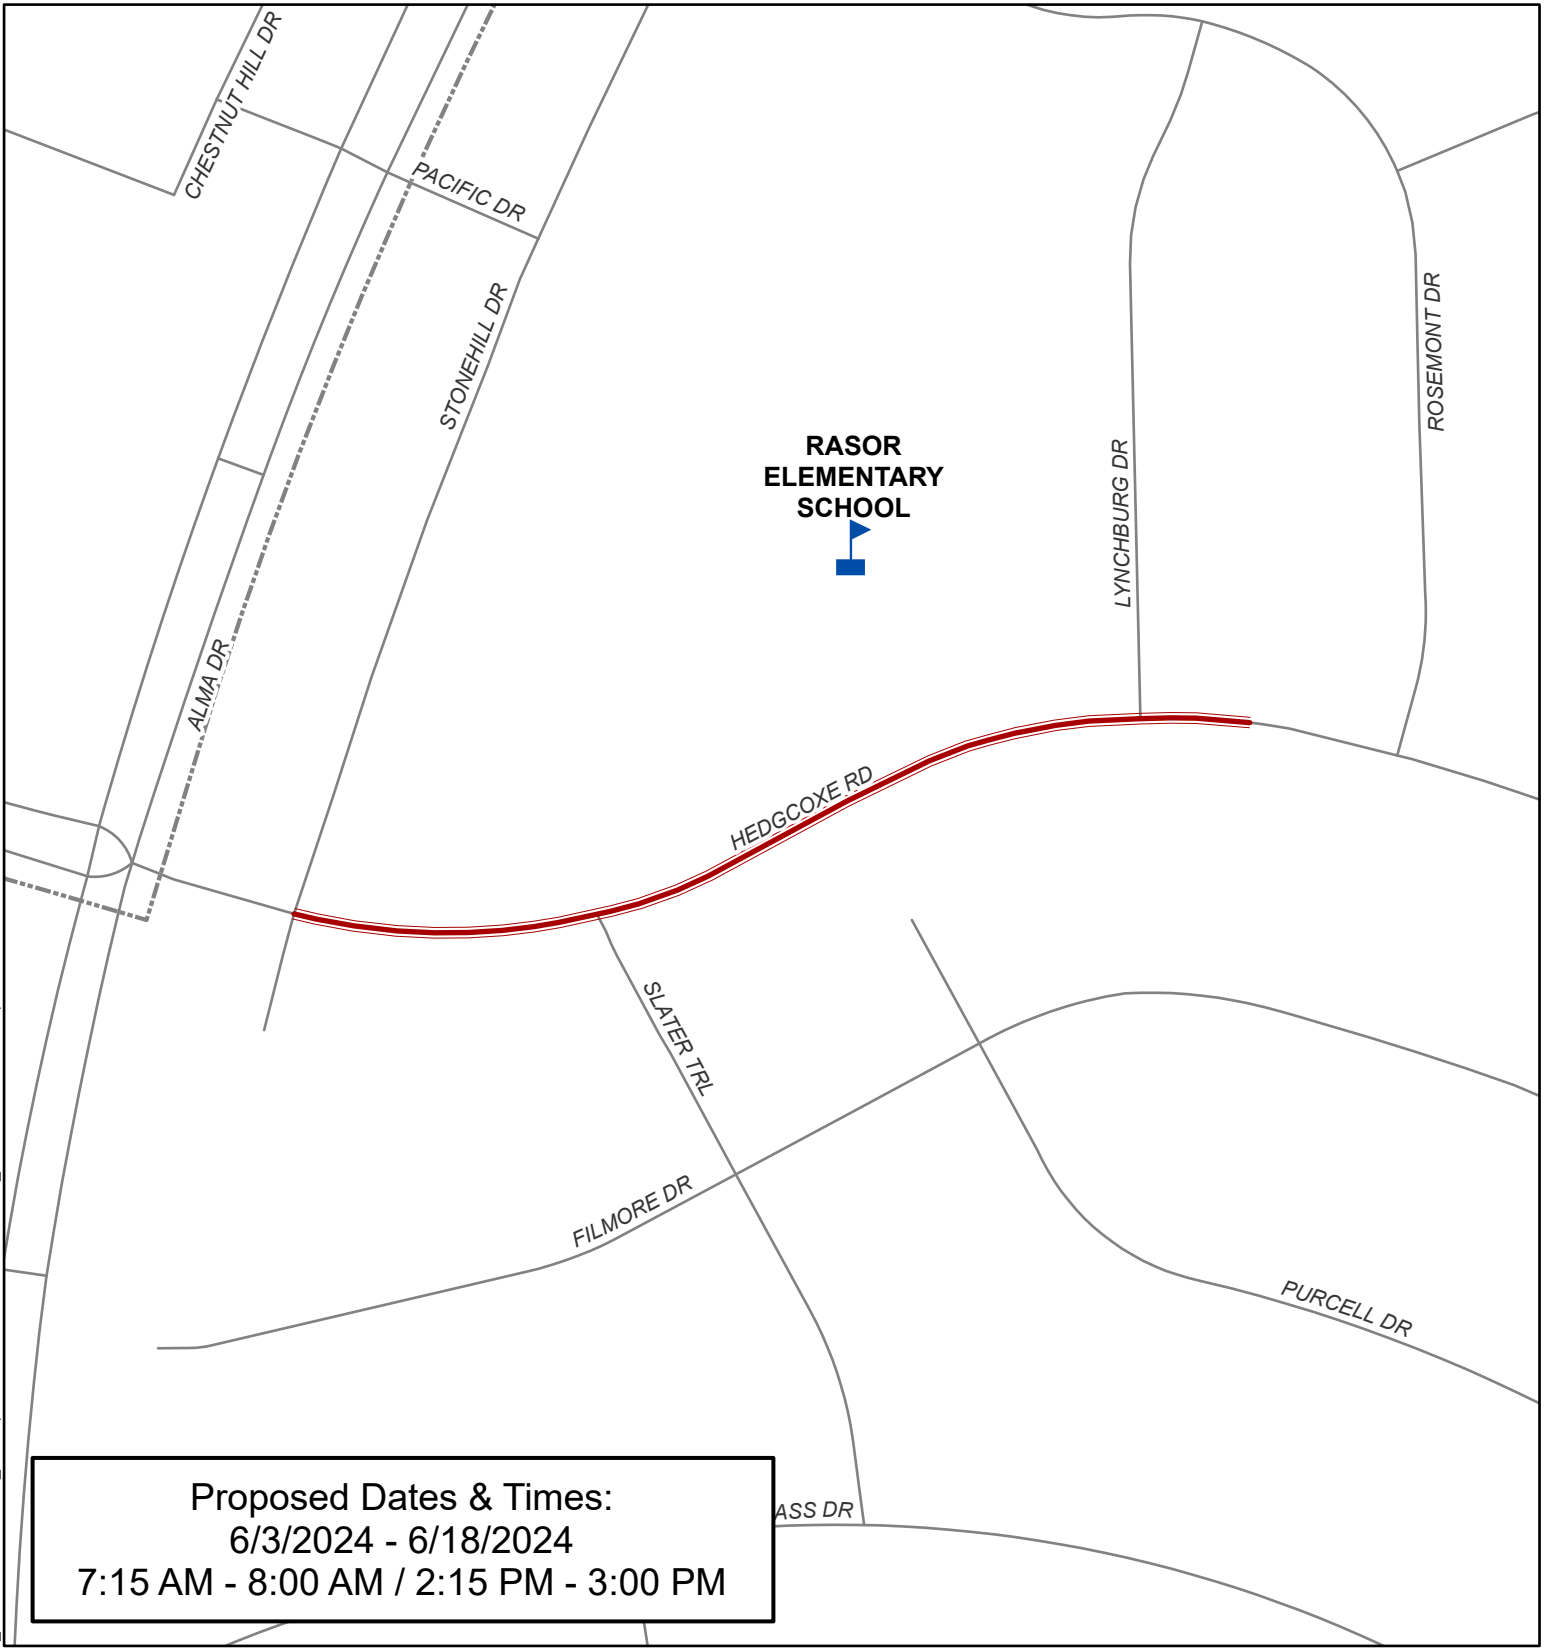 CHESTNUT HILL DR
PACIFIC DR
STONEHILL DR
ROSEMONT DR
RASOR
ELEMENTARY
SCHOOL
LYNCHBURG DR
ALMA DR
HEDGCOXE RD
SLATER TRL
FILMORE DR
PURCELL DR
ASS DR
Proposed Dates & Times:
6/3/2024 - 6/18/2024
7:15 AM - 8:00 AM / 2:15 PM - 3:00 PM